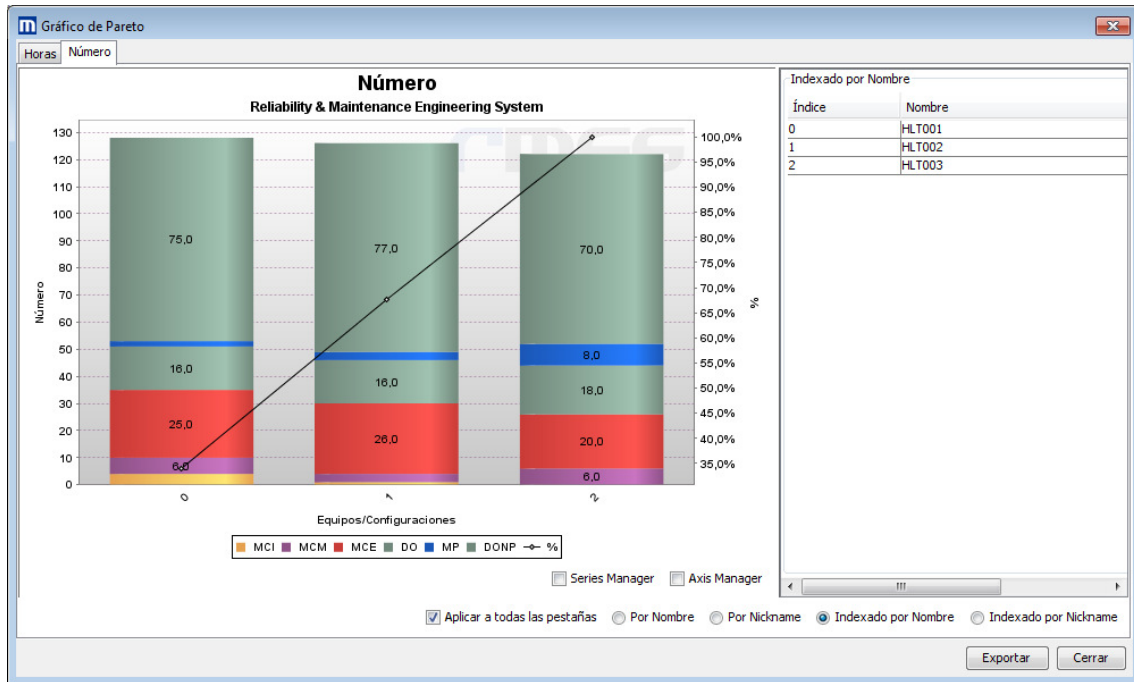 Gráfico de Pareto
Horas Número
Número
Reliability & Maintenance Engineering System
rmes
130
120
110
100
90
80
70
60
50
40
30
20
10
0
Número
75,0
16,0
25,0
6,0
77,0
16,0
26,0
70,0
8,0
18,0
20,0
6,0
100,0%
95,0%
90,0%
85,0%
80,0%
75,0%
70,0%
65,0%
60,0%
55,0%
50,0%
45,0%
40,0%
35,0%
%
0 1 2
Equipos/Configuraciones
MCI MCM MCE DO MP DONP %
Series Manager Axis Manager
Indexado por Nombre
Índice Nombre
0 HLT001
1 HLT002
2 HLT003
Aplicar a todas las pestañas Por Nombre Por Nickname Indexado por Nombre Indexado por Nickname
Exportar Cerrar